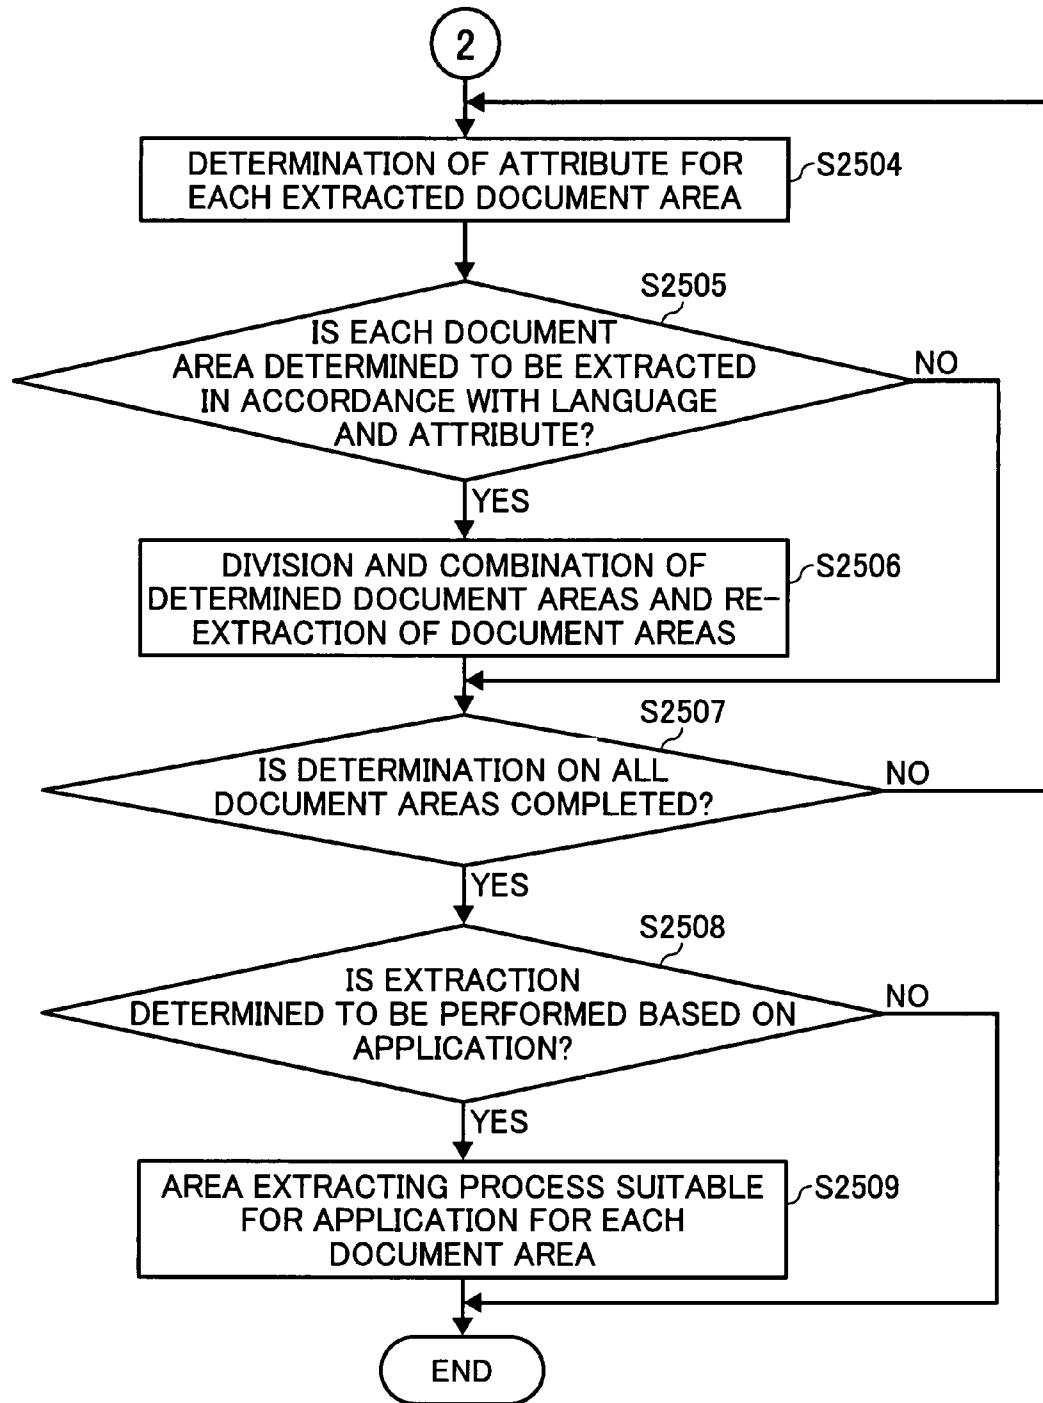 2
DETERMINATION OF ATTRIBUTE FOR
EACH EXTRACTED DOCUMENT AREA
S2504
S2505
IS EACH DOCUMENT
AREA DETERMINED TO BE EXTRACTED
IN ACCORDANCE WITH LANGUAGE
AND ATTRIBUTE?
NO
YES
DIVISION AND COMBINATION OF
DETERMINED DOCUMENT AREAS AND RE-
EXTRACTION OF DOCUMENT AREAS
S2506
S2507
IS DETERMINATION ON ALL
DOCUMENT AREAS COMPLETED?
NO
YES
S2508
IS EXTRACTION
DETERMINED TO BE PERFORMED BASED ON
APPLICATION?
NO
YES
AREA EXTRACTING PROCESS SUITABLE
FOR APPLICATION FOR EACH
DOCUMENT AREA
S2509
END